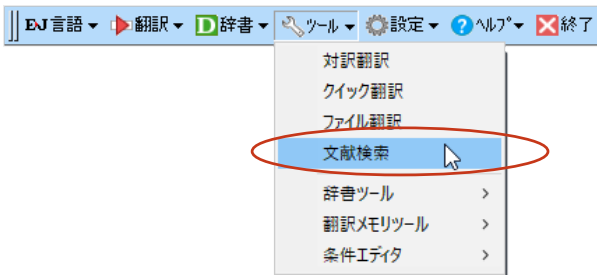 EJ 言語 翻訳 D 辞書 ツール 設定 ? ヘルプ 終了
対訳翻訳
クイック翻訳
ファイル翻訳
文献検索
辞書ツール
翻訳メモリツール
条件エディタ